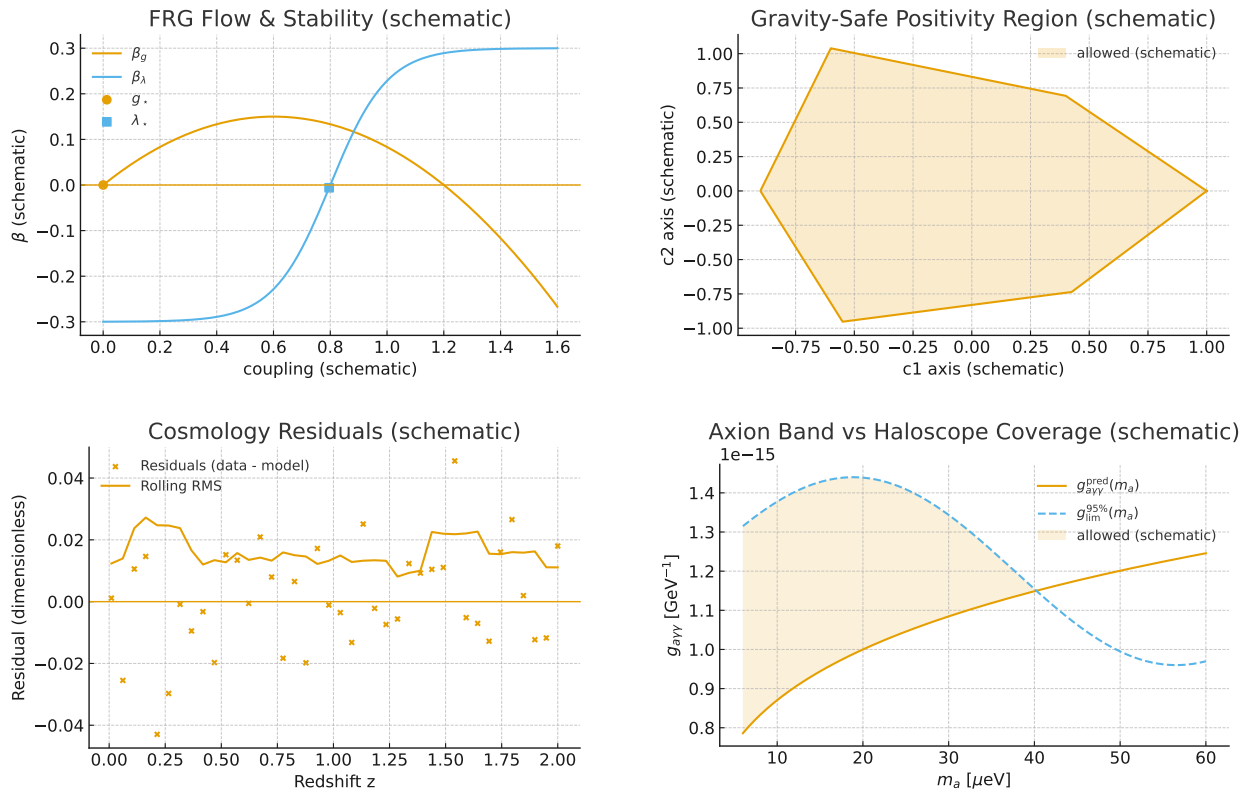 FRG Flow & Stability (schematic)
β_g
β_λ
g⋆
λ⋆
0.3
0.2
0.1
0.0
−0.1
−0.2
−0.3
β (schematic)
0.0 0.2 0.4 0.6 0.8 1.0 1.2 1.4 1.6
coupling (schematic)
Gravity-Safe Positivity Region (schematic)
allowed (schematic)
1.00
0.75
0.50
0.25
0.00
−0.25
−0.50
−0.75
−1.00
c2 axis (schematic)
−0.75 −0.50 −0.25 0.00 0.25 0.50 0.75 1.00
c1 axis (schematic)
Cosmology Residuals (schematic)
Residuals (data - model)
Rolling RMS
0.04
0.02
0.00
−0.02
−0.04
Residual (dimensionless)
0.00 0.25 0.50 0.75 1.00 1.25 1.50 1.75 2.00
Redshift z
Axion Band vs Haloscope Coverage (schematic)
1e−15
g_{aγγ}^{pred}(m_a)
g_{lim}^{95%}(m_a)
allowed (schematic)
1.4
1.3
1.2
1.1
1.0
0.9
0.8
g_{aγγ} [GeV⁻¹]
10 20 30 40 50 60
m_a [μeV]